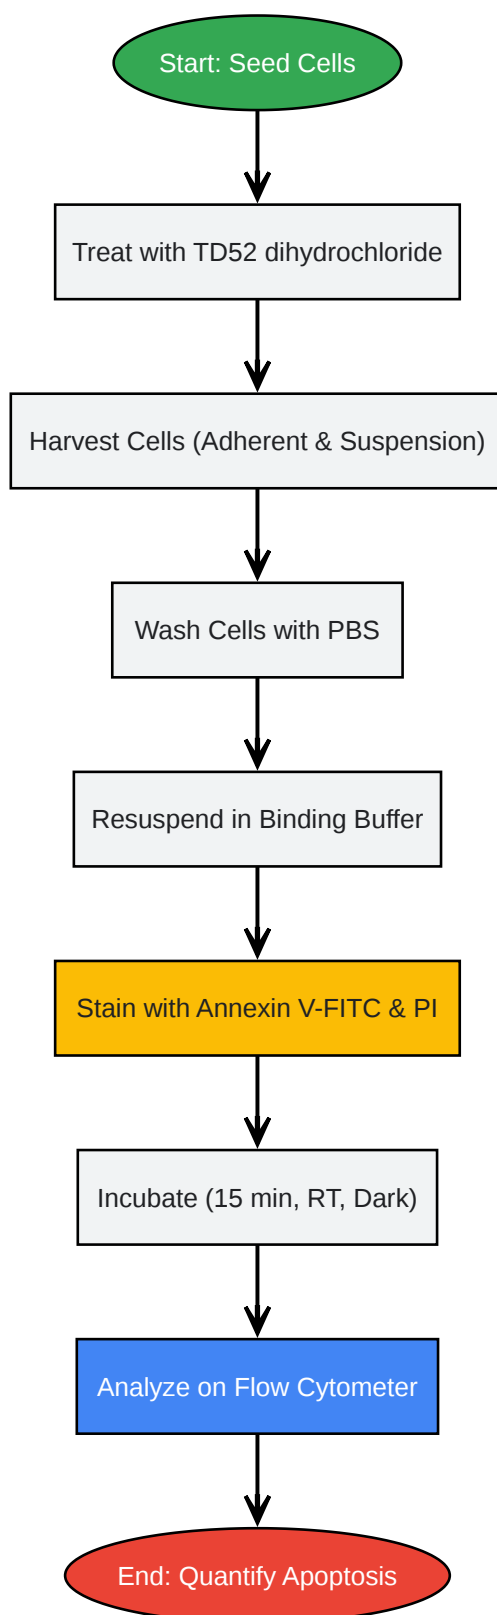 Start: Seed Cells
Treat with TD52 dihydrochloride
Harvest Cells (Adherent & Suspension)
Wash Cells with PBS
Resuspend in Binding Buffer
Stain with Annexin V-FITC & PI
Incubate (15 min, RT, Dark)
Analyze on Flow Cytometer
End: Quantify Apoptosis